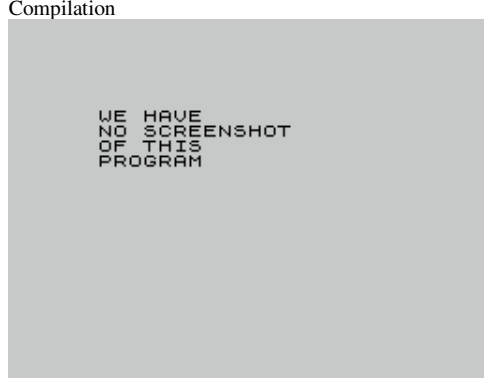 Compilation
WE HAVE
NO SCREENSHOT
OF THIS
PROGRAM